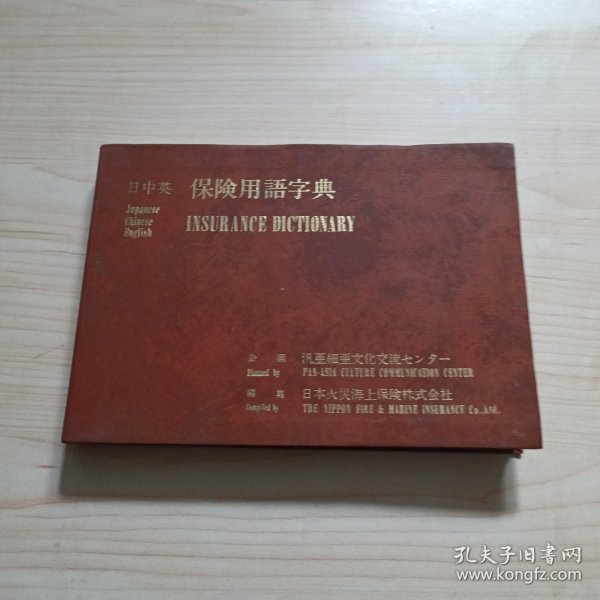 日中英 保険用語字典
Japanese
Chinese
English
INSURANCE DICTIONARY
企画 汎亜細亜文化交流センター
Planned by PAN-ASIA CULTURE COMMUNICATION CENTER
編集 日本火災海上保険株式会社
Compiled by THE NIPPON FIRE & MARINE INSURANCE Co.,Ltd.
孔夫子旧书网
www.kongfz.com